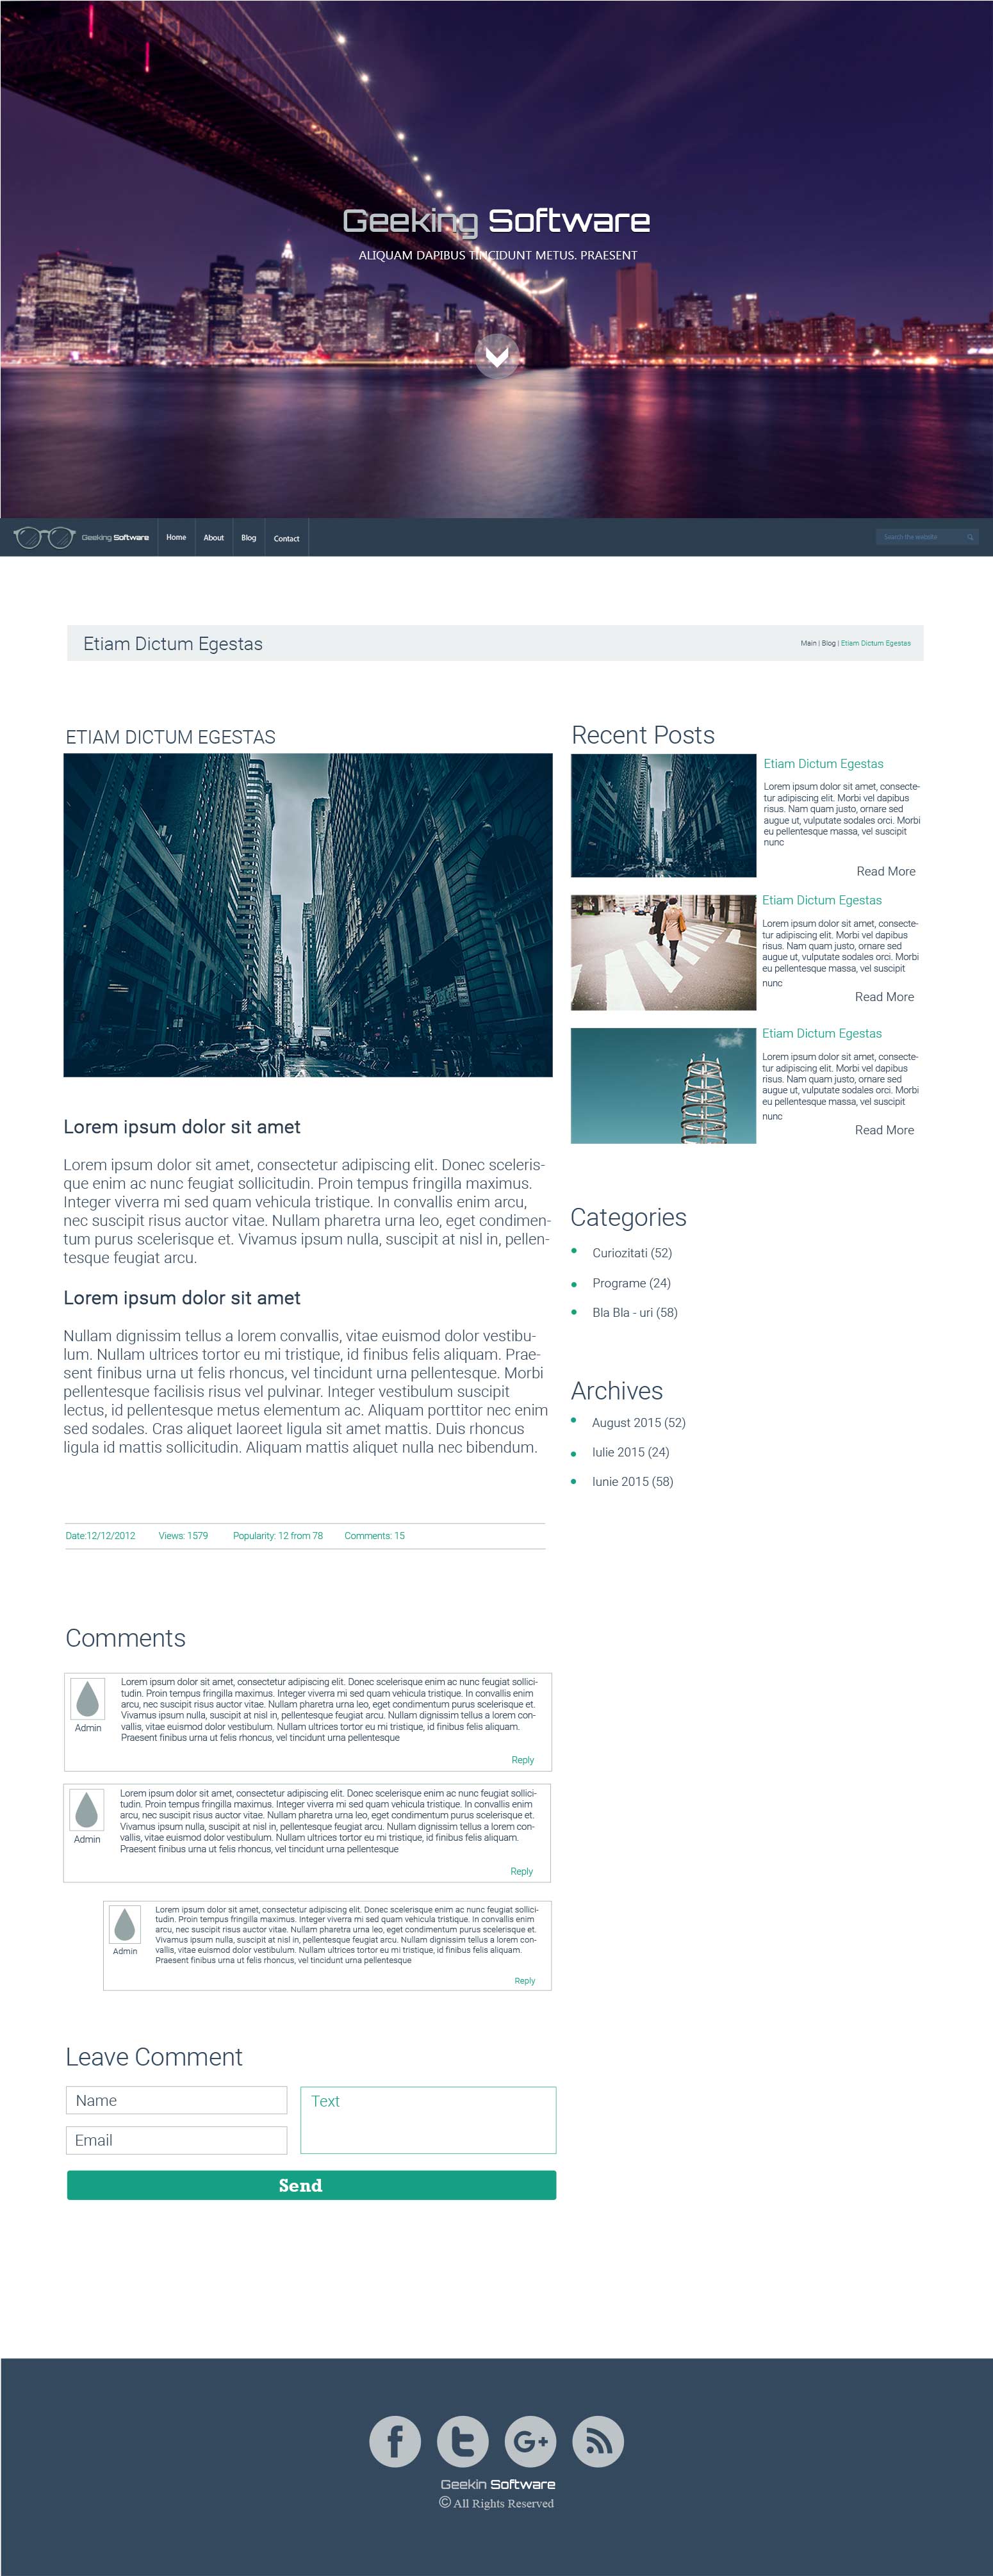 Geeking Software
ALIQUAM DAPIBUS TINCIDUNT METUS. PRAESENT
Geeking Software
Home
About
Blog
Contact
Search the website
Etiam Dictum Egestas
Main | Blog | Etiam Dictum Egestas
ETIAM DICTUM EGESTAS
Lorem ipsum dolor sit amet
Lorem ipsum dolor sit amet, consectetur adipiscing elit. Donec sceleris-
que enim ac nunc feugiat sollicitudin. Proin tempus fringilla maximus.
Integer viverra mi sed quam vehicula tristique. In convallis enim arcu,
nec suscipit risus auctor vitae. Nullam pharetra urna leo, eget condimen-
tum purus scelerisque et. Vivamus ipsum nulla, suscipit at nisl in, pellen-
tesque feugiat arcu.
Lorem ipsum dolor sit amet
Nullam dignissim tellus a lorem convallis, vitae euismod dolor vestibu-
lum. Nullam ultrices tortor eu mi tristique, id finibus felis aliquam. Prae-
sent finibus urna ut felis rhoncus, vel tincidunt urna pellentesque. Morbi
pellentesque facilisis risus vel pulvinar. Integer vestibulum suscipit
lectus, id pellentesque metus elementum ac. Aliquam porttitor nec enim
sed sodales. Cras aliquet laoreet ligula sit amet mattis. Duis rhoncus
ligula id mattis sollicitudin. Aliquam mattis aliquet nulla nec bibendum.
Date:12/12/2012
Views: 1579
Popularity: 12 from 78
Comments: 15
Recent Posts
Etiam Dictum Egestas
Lorem ipsum dolor sit amet, consecte-
tur adipiscing elit. Morbi vel dapibus
risus. Nam quam justo, ornare sed
augue ut, vulputate sodales orci. Morbi
eu pellentesque massa, vel suscipit
nunc
Read More
Etiam Dictum Egestas
Lorem ipsum dolor sit amet, consecte-
tur adipiscing elit. Morbi vel dapibus
risus. Nam quam justo, ornare sed
augue ut, vulputate sodales orci. Morbi
eu pellentesque massa, vel suscipit
nunc
Read More
Etiam Dictum Egestas
Lorem ipsum dolor sit amet, consecte-
tur adipiscing elit. Morbi vel dapibus
risus. Nam quam justo, ornare sed
augue ut, vulputate sodales orci. Morbi
eu pellentesque massa, vel suscipit
nunc
Read More
Categories
Curiozitati (52)
Programe (24)
Bla Bla - uri (58)
Archives
August 2015 (52)
Iulie 2015 (24)
Iunie 2015 (58)
Comments
Lorem ipsum dolor sit amet, consectetur adipiscing elit. Donec scelerisque enim ac nunc feugiat sollici-
tudin. Proin tempus fringilla maximus. Integer viverra mi sed quam vehicula tristique. In convallis enim
arcu, nec suscipit risus auctor vitae. Nullam pharetra urna leo, eget condimentum purus scelerisque et.
Vivamus ipsum nulla, suscipit at nisl in, pellentesque feugiat arcu. Nullam dignissim tellus a lorem con-
vallis, vitae euismod dolor vestibulum. Nullam ultrices tortor eu mi tristique, id finibus felis aliquam.
Praesent finibus urna ut felis rhoncus, vel tincidunt urna pellentesque
Admin
Reply
Lorem ipsum dolor sit amet, consectetur adipiscing elit. Donec scelerisque enim ac nunc feugiat sollici-
tudin. Proin tempus fringilla maximus. Integer viverra mi sed quam vehicula tristique. In convallis enim
arcu, nec suscipit risus auctor vitae. Nullam pharetra urna leo, eget condimentum purus scelerisque et.
Vivamus ipsum nulla, suscipit at nisl in, pellentesque feugiat arcu. Nullam dignissim tellus a lorem con-
vallis, vitae euismod dolor vestibulum. Nullam ultrices tortor eu mi tristique, id finibus felis aliquam.
Praesent finibus urna ut felis rhoncus, vel tincidunt urna pellentesque
Admin
Reply
Lorem ipsum dolor sit amet, consectetur adipiscing elit. Donec scelerisque enim ac nunc feugiat sollici-
tudin. Proin tempus fringilla maximus. Integer viverra mi sed quam vehicula tristique. In convallis enim
arcu, nec suscipit risus auctor vitae. Nullam pharetra urna leo, eget condimentum purus scelerisque et.
Vivamus ipsum nulla, suscipit at nisl in, pellentesque feugiat arcu. Nullam dignissim tellus a lorem con-
vallis, vitae euismod dolor vestibulum. Nullam ultrices tortor eu mi tristique, id finibus felis aliquam.
Praesent finibus urna ut felis rhoncus, vel tincidunt urna pellentesque
Admin
Reply
Leave Comment
Name
Text
Email
Send
Geekin Software
© All Rights Reserved